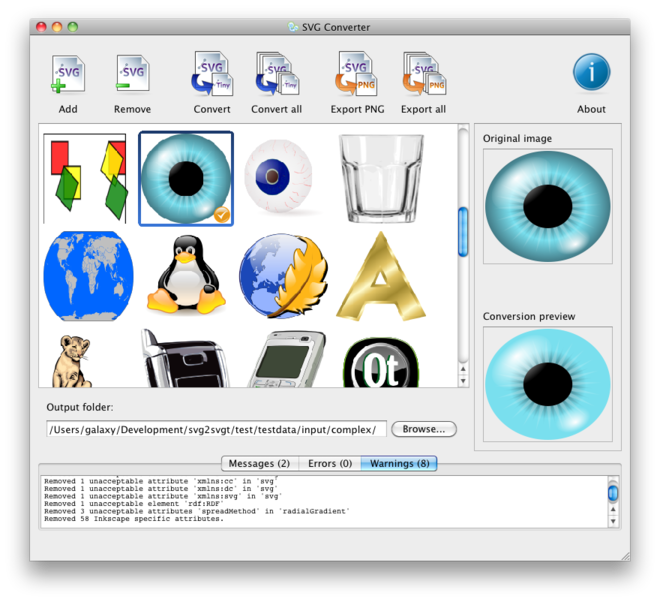 SVG Converter
SVG SVG SVG Tiny SVG Tiny SVG PNG SVG PNG i
Add Remove Convert Convert all Export PNG Export all About
Original image
A
Conversion preview
Qt
Output folder:
/Users/galaxy/Development/svg2svgt/test/testdata/input/complex/ Browse...
Messages (2) Errors (0) Warnings (8)
Removed 1 unacceptable attribute `xmlns:cc` in `svg`
Removed 1 unacceptable attribute `xmlns:dc` in `svg`
Removed 1 unacceptable attribute `xmlns:svg` in `svg`
Removed 1 unacceptable element `rdf:RDF`
Removed 3 unacceptable attributes `spreadMethod` in `radialGradient`
Removed 58 Inkscape specific attributes.